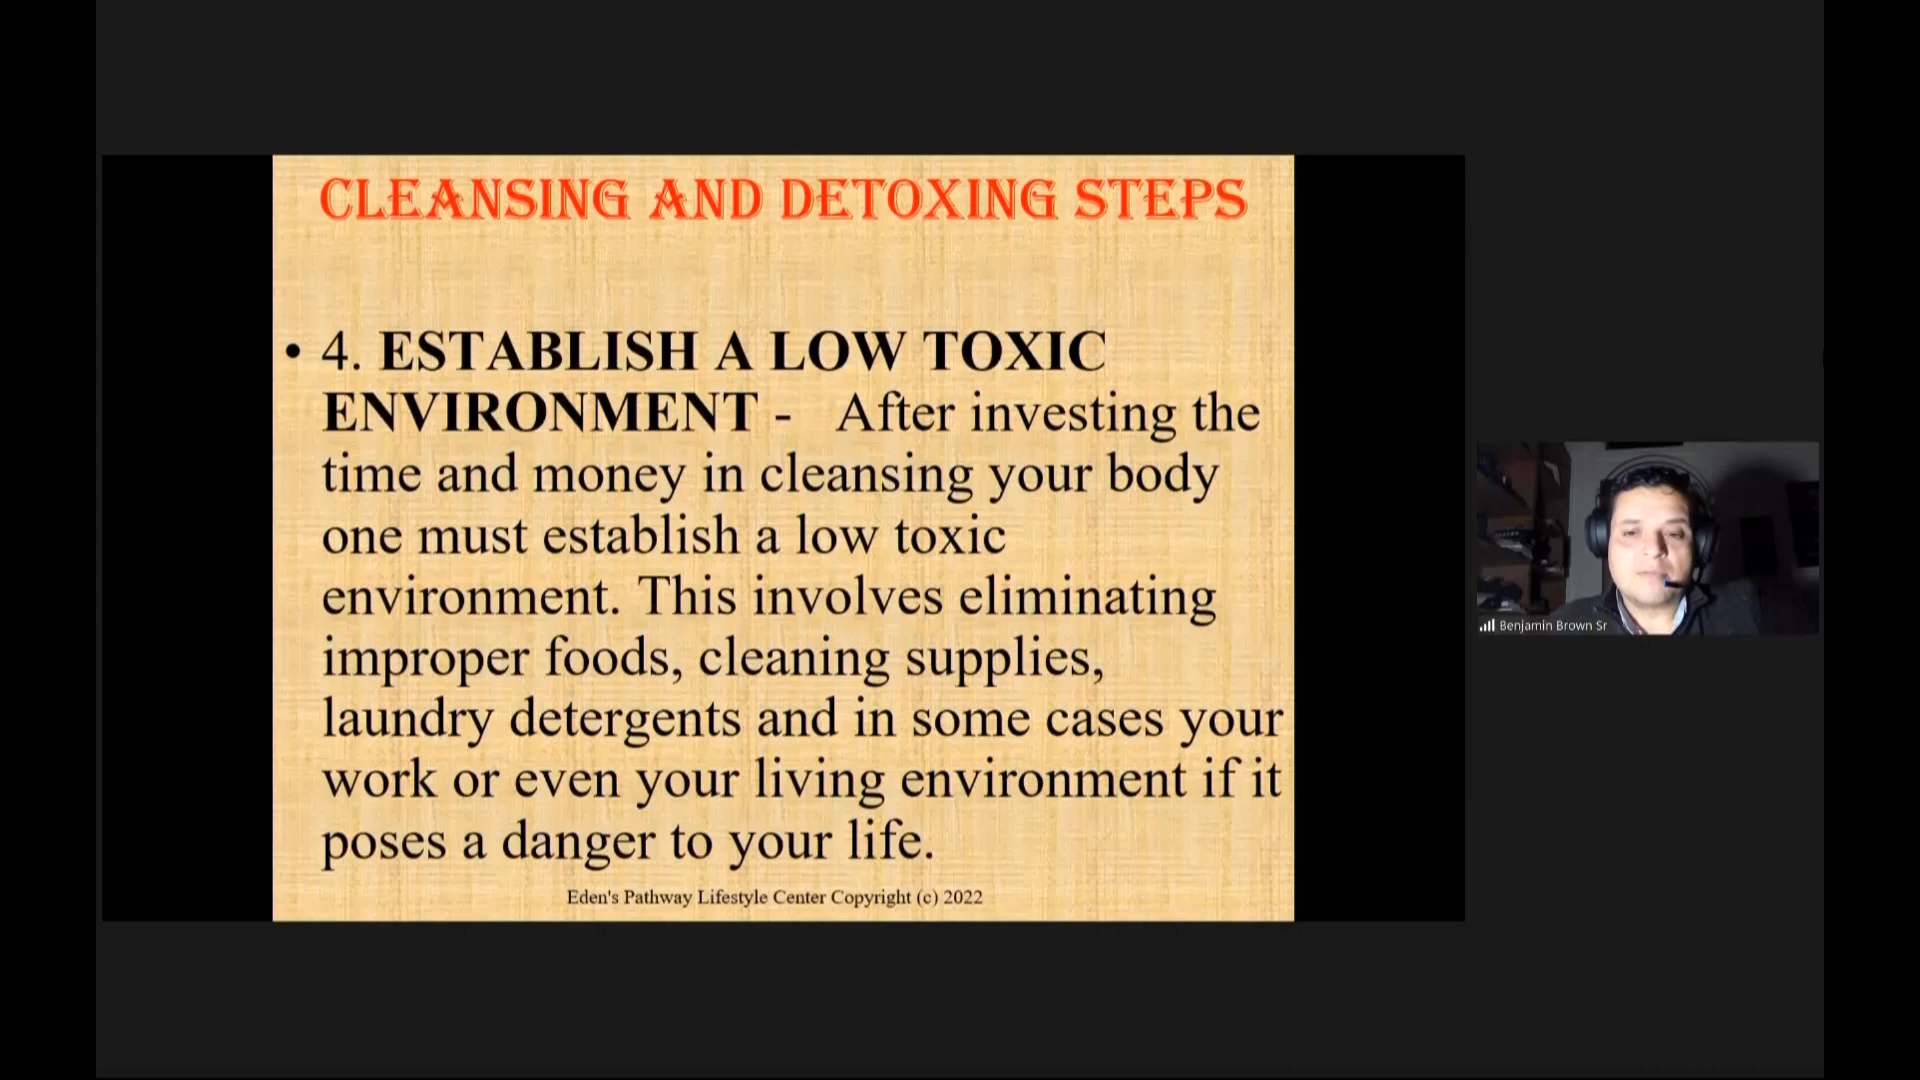 CLEANSING AND DETOXING STEPS
• 4. ESTABLISH A LOW TOXIC
ENVIRONMENT - After investing the
time and money in cleansing your body
one must establish a low toxic
environment. This involves eliminating
improper foods, cleaning supplies,
laundry detergents and in some cases your
work or even your living environment if it
poses a danger to your life.
Eden's Pathway Lifestyle Center Copyright (c) 2022
Benjamin Brown Sr